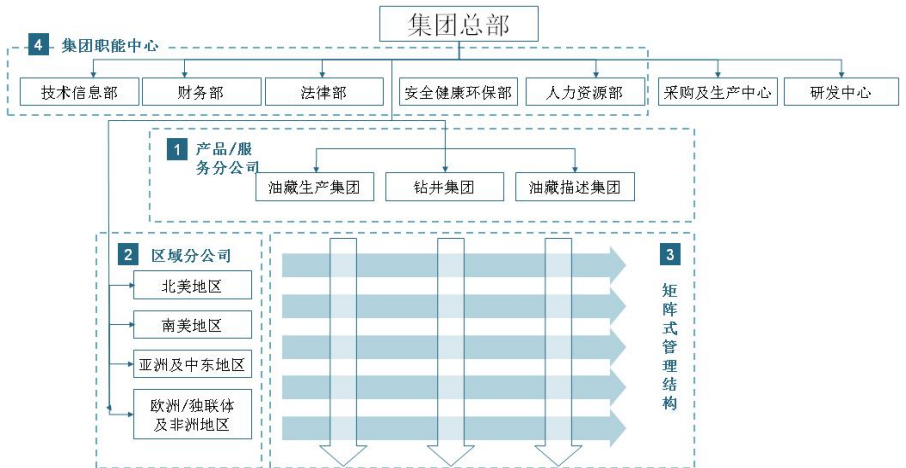 集团总部
4 集团职能中心
技术信息部
财务部
法律部
安全健康环保部
人力资源部
采购及生产中心
研发中心
1 产品/服
务分公司
油藏生产集团
钻井集团
油藏描述集团
2 区域分公司
北美地区
南美地区
亚洲及中东地区
欧洲/独联体
及非洲地区
3
矩
阵
式
管
理
结
构